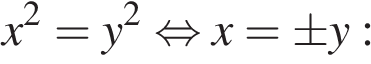 x² = y² ⇔ x = ±y :